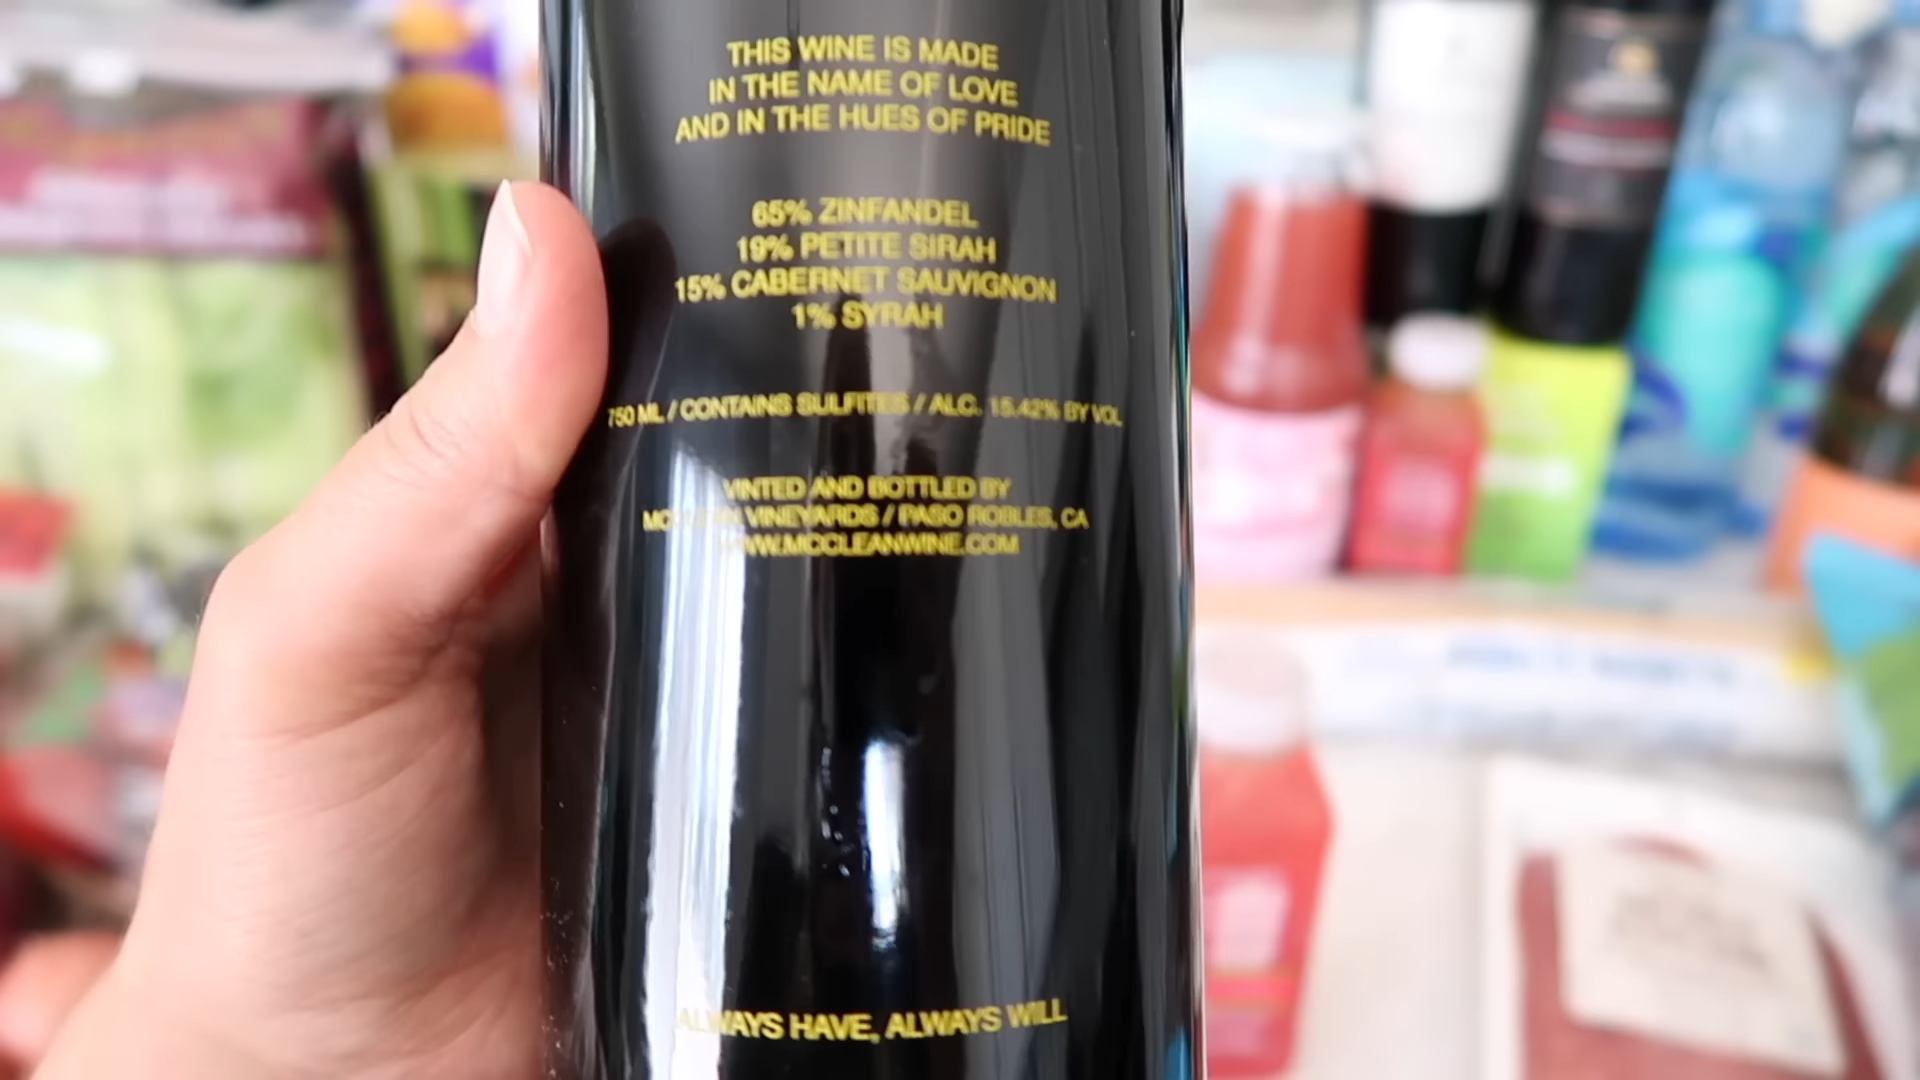 THIS WINE IS MADE
IN THE NAME OF LOVE
AND IN THE HUES OF PRIDE
65% ZINFANDEL
19% PETITE SIRAH
15% CABERNET SAUVIGNON
1% SYRAH
750 ML / CONTAINS SULFITES / ALC. 15.42% BY VOL
VINTED AND BOTTLED BY
MCCLEAN VINEYARDS / PASO ROBLES, CA
WWW.MCCLEANWINE.COM
ALWAYS HAVE, ALWAYS WILL